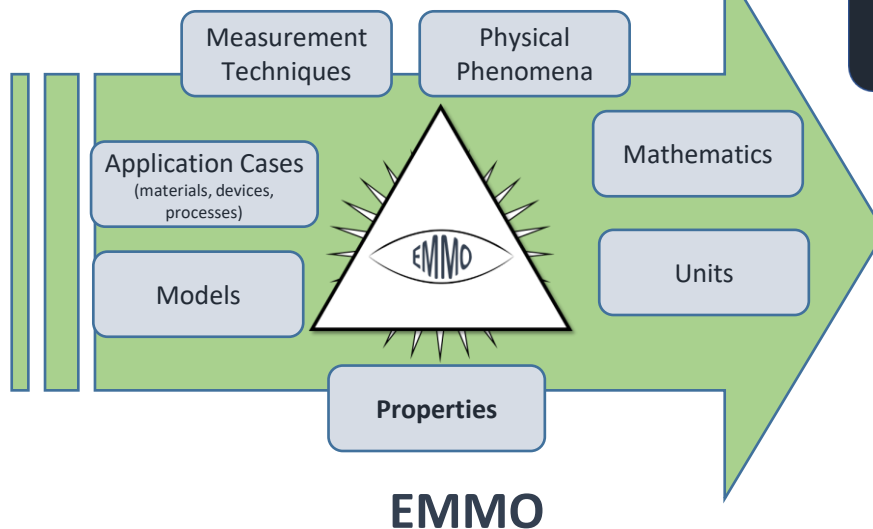 Measurement
Techniques
Physical
Phenomena
Application Cases
(materials, devices,
processes)
Mathematics
EMMO
Models
Units
Properties
EMMO